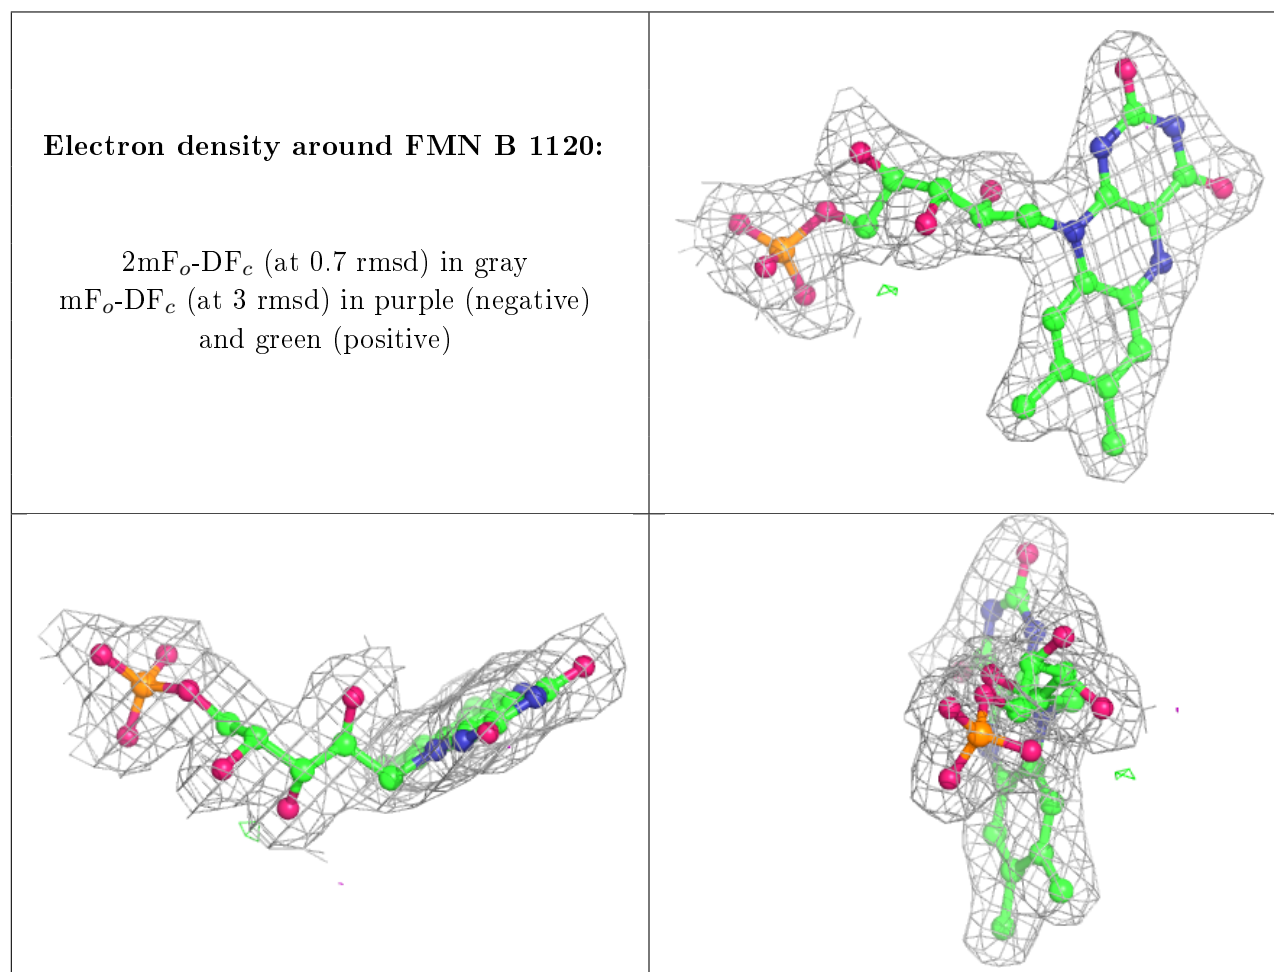 Electron density around FMN B 1120:
2mFo-DFc (at 0.7 rmsd) in gray
mFo-DFc (at 3 rmsd) in purple (negative)
and green (positive)